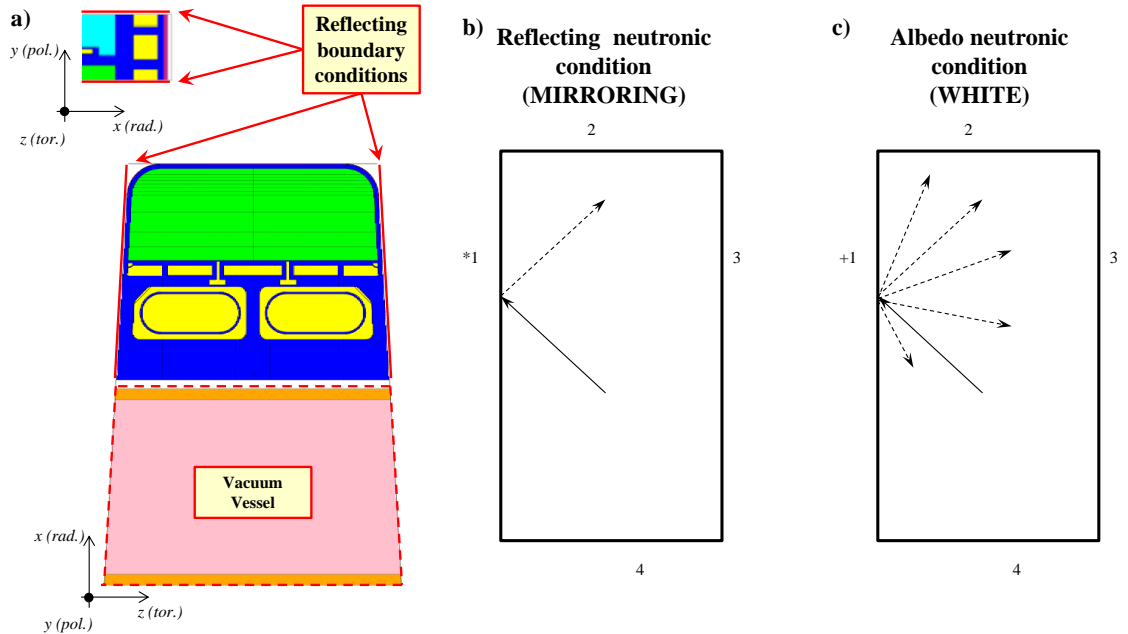 a)
y (pol.)
x (rad.)
z (tor.)
Reflecting
boundary
conditions
Vacuum
Vessel
x (rad.)
z (tor.)
y (pol.)
b)
Reflecting neutronic
condition
(MIRRORING)
2
*1
3
4
c)
Albedo neutronic
condition
(WHITE)
2
+1
3
4